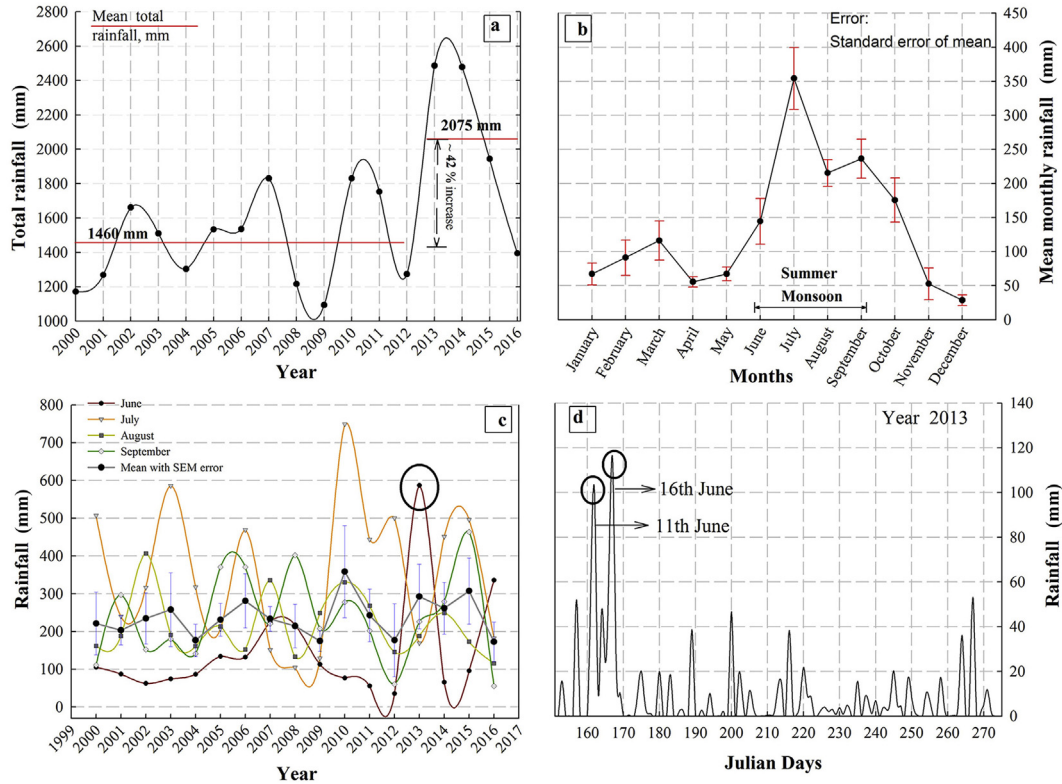 Mean total
rainfall, mm
a
2800
2600
2400
2200
2000
1800
1600
1400
1200
1000
Total rainfall (mm)
2075 mm
1460 mm
~ 42 % increase
2000 2001 2002 2003 2004 2005 2006 2007 2008 2009 2010 2011 2012 2013 2014 2015 2016
Year
b
Error:
Standard error of mean
450
400
350
300
250
200
150
100
50
0
Mean monthly rainfall (mm)
Summer
Monsoon
January February March April May June July August September October November December
Months
c
June
July
August
September
Mean with SEM error
800
700
600
500
400
300
200
100
0
Rainfall (mm)
1999 2000 2001 2002 2003 2004 2005 2006 2007 2008 2009 2010 2011 2012 2013 2014 2015 2016 2017
Year
d
Year 2013
16th June
11th June
140
120
100
80
60
40
20
0
Rainfall (mm)
160 170 180 190 200 210 220 230 240 250 260 270
Julian Days